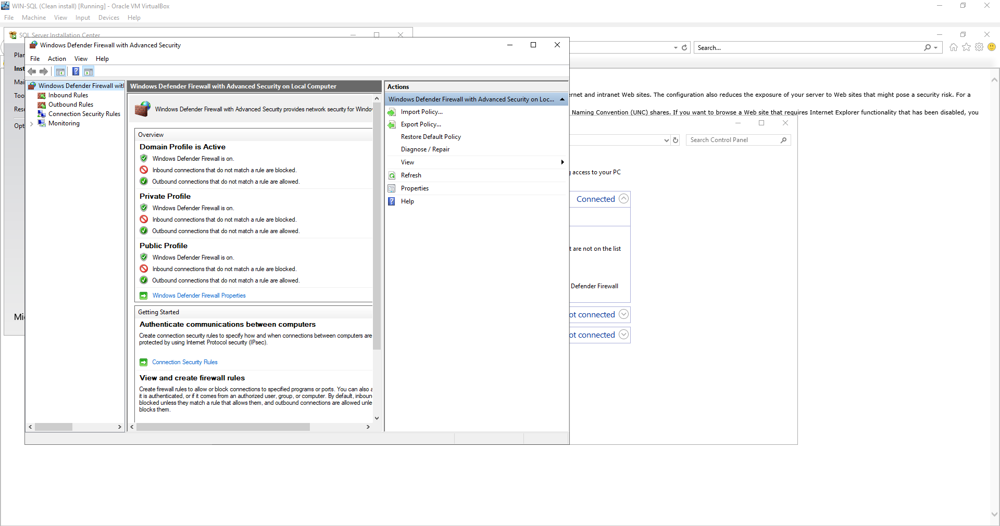 WIN-SQL (Clean install) [Running] - Oracle VM VirtualBox
File Machine View Input Devices Help
SQL Server Installation Center
Windows Defender Firewall with Advanced Security
Search...
File Action View Help
Windows Defender Firewall with
Inbound Rules
Outbound Rules
Connection Security Rules
Monitoring
Windows Defender Firewall with Advanced Security on Local Computer
Windows Defender Firewall with Advanced Security provides network security for Windo
Overview
Domain Profile is Active
Windows Defender Firewall is on.
Inbound connections that do not match a rule are blocked.
Outbound connections that do not match a rule are allowed.
Private Profile
Windows Defender Firewall is on.
Inbound connections that do not match a rule are blocked.
Outbound connections that do not match a rule are allowed.
Public Profile
Windows Defender Firewall is on.
Inbound connections that do not match a rule are blocked.
Outbound connections that do not match a rule are allowed.
Windows Defender Firewall Properties
Getting Started
Authenticate communications between computers
Create connection security rules to specify how and when connections between computers are
protected by using Internet Protocol security (IPsec).
Connection Security Rules
View and create firewall rules
Create firewall rules to allow or block connections to specified programs or ports. You can also a
it is authenticated, or if it comes from an authorized user, group, or computer. By default, inboun
blocked unless they match a rule that allows them, and outbound connections are allowed unle
blocks them.
Actions
Windows Defender Firewall with Advanced Security on Loc...
Import Policy...
Export Policy...
Restore Default Policy
Diagnose / Repair
View
Refresh
Properties
Help
Plan
Inst
Mai
Too
Res
Opt
Mi
rnet and intranet Web sites. The configuration also reduces the exposure of your server to Web sites that might pose a security risk. For a
Naming Convention (UNC) shares. If you want to browse a Web site that requires Internet Explorer functionality that has been disabled, you
Search Control Panel
access to your PC
Connected
t are not on the list
Defender Firewall
ot connected
ot connected